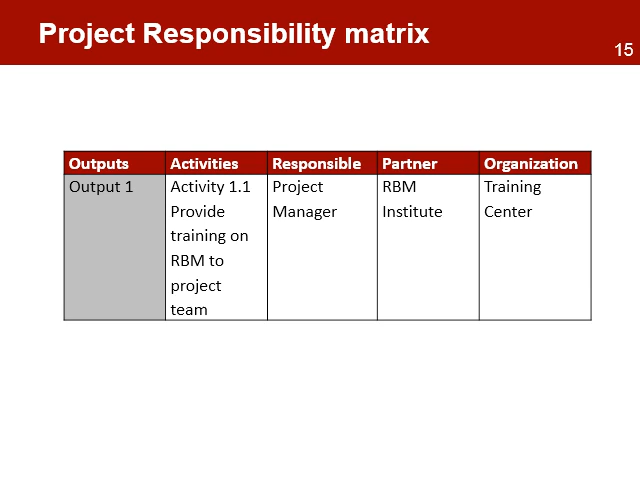 Project Responsibility matrix
15
Outputs Activities Responsible Partner Organization
Output 1 Activity 1.1 Project RBM Training
Provide Manager Institute Center
training on
RBM to
project
team